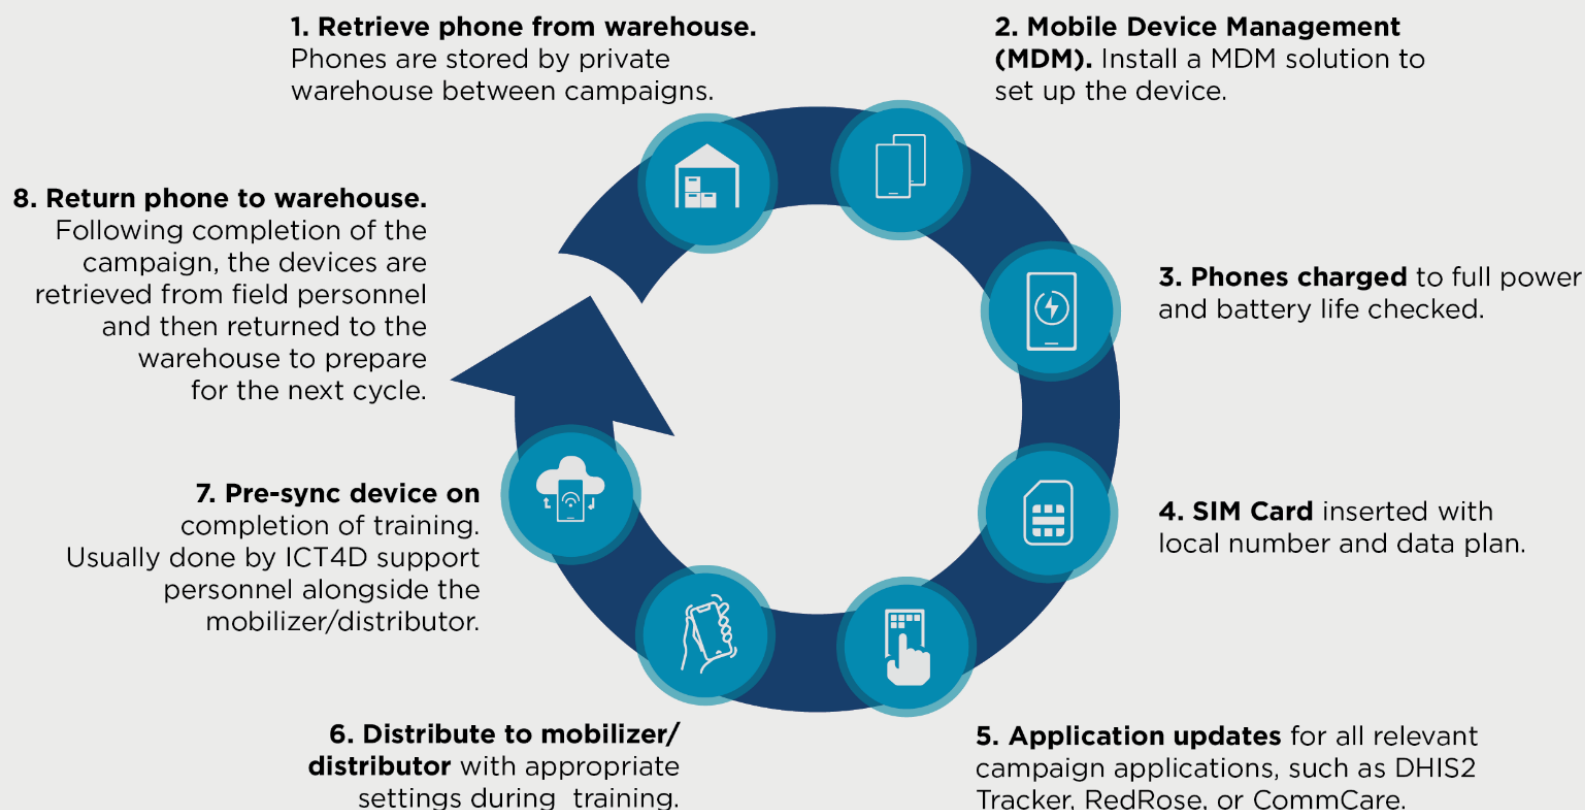 1. Retrieve phone from warehouse.
Phones are stored by private
warehouse between campaigns.
2. Mobile Device Management
(MDM). Install a MDM solution to
set up the device.
3. Phones charged to full power
and battery life checked.
4. SIM Card inserted with
local number and data plan.
5. Application updates for all relevant
campaign applications, such as DHIS2
Tracker, RedRose, or CommCare.
6. Distribute to mobilizer/
distributor with appropriate
settings during training.
7. Pre-sync device on
completion of training.
Usually done by ICT4D support
personnel alongside the
mobilizer/distributor.
8. Return phone to warehouse.
Following completion of the
campaign, the devices are
retrieved from field personnel
and then returned to the
warehouse to prepare
for the next cycle.